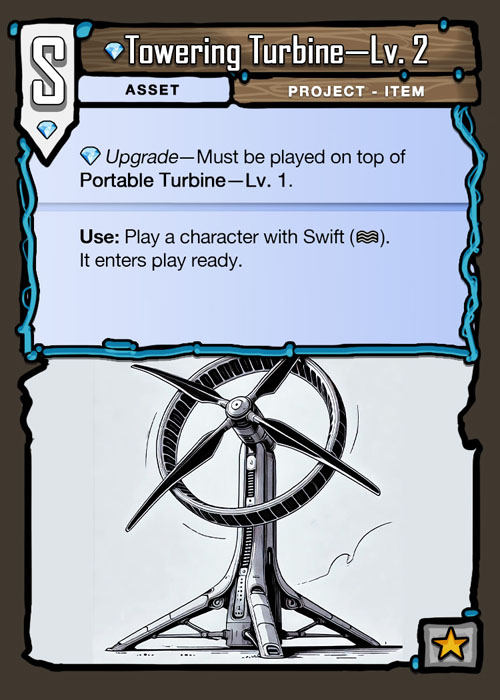 S
Towering Turbine—Lv. 2
ASSET
PROJECT - ITEM
Upgrade—Must be played on top of
Portable Turbine—Lv. 1.
Use: Play a character with Swift ( ).
It enters play ready.